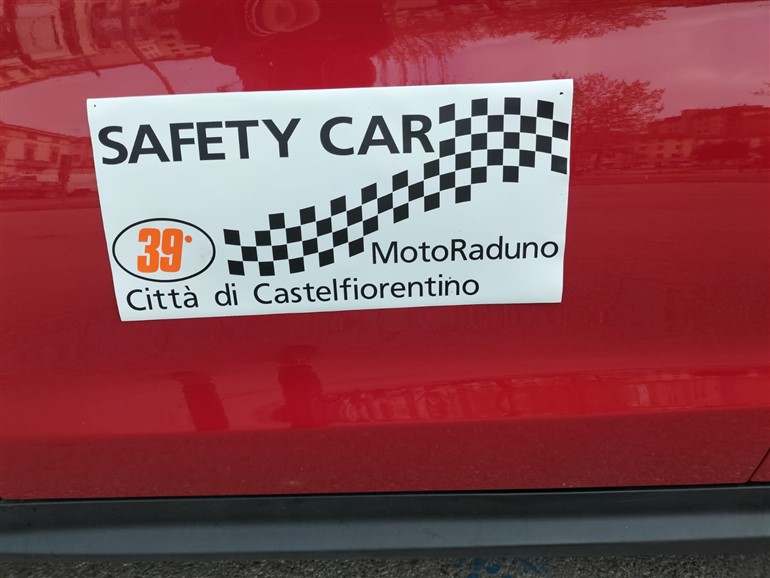 SAFETY CAR
39°
MotoRaduno
Città di Castelfiorentino